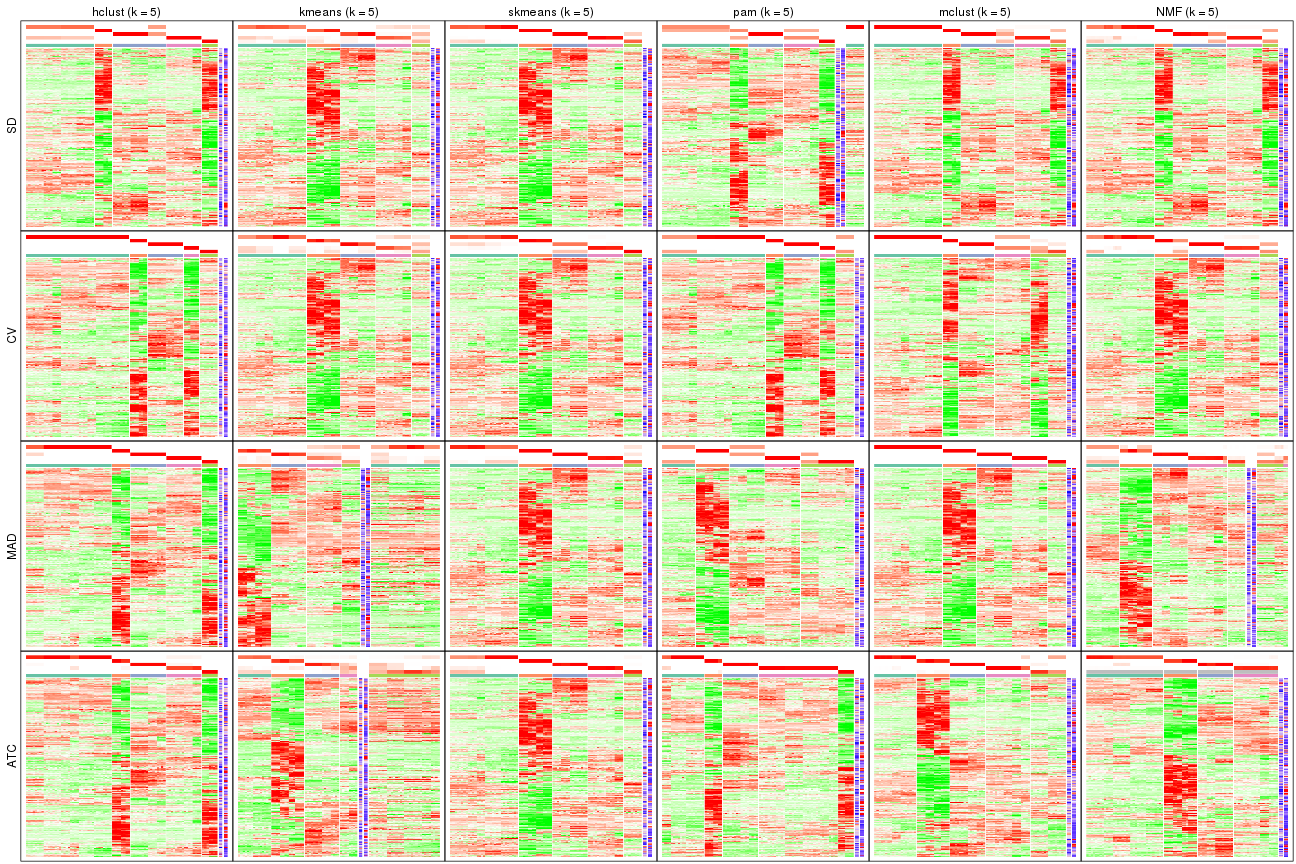 hclust (k = 5) kmeans (k = 5) skmeans (k = 5) pam (k = 5) mclust (k = 5) NMF (k = 5)
SD
CV
MAD
ATC